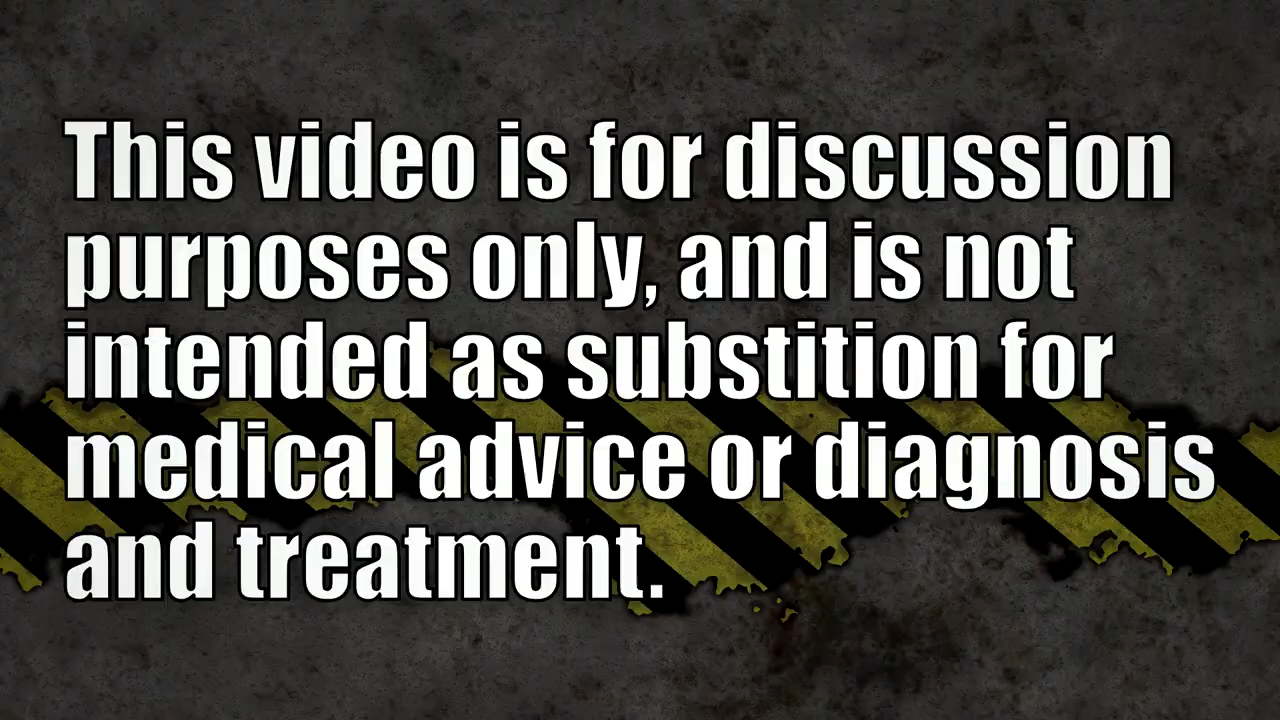 This video is for discussion
purposes only, and is not
intended as substition for
medical advice or diagnosis
and treatment.